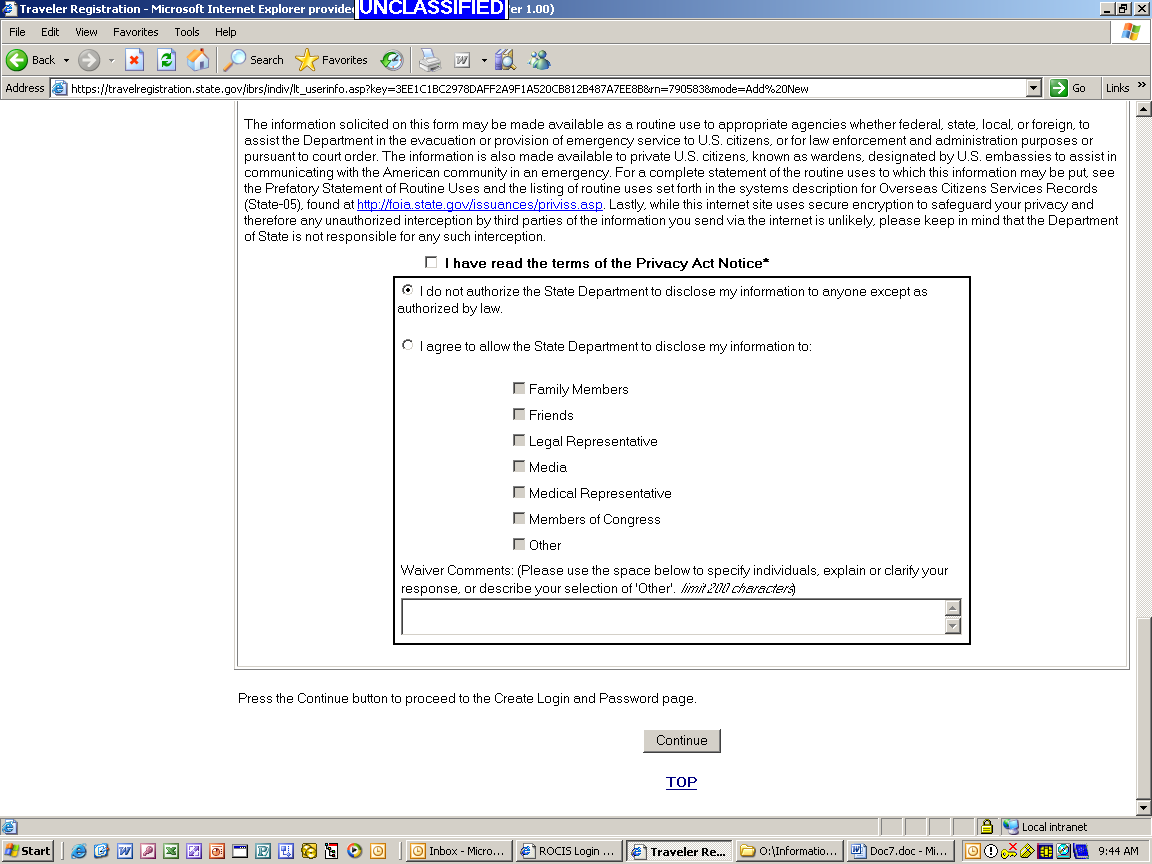 Traveler Registration - Microsoft Internet Explorer provided UNCLASSIFIED er 1.00)
File Edit View Favorites Tools Help
Back Search Favorites
Address https://travelregistration.state.gov/ibrs/indiv/lt_userinfo.asp?key=3EE1C1BC2978DAFF2A9F1A520CB812B487A7EE8B&rn=790583&mode=Add%20New Go Links »
The information solicited on this form may be made available as a routine use to appropriate agencies whether federal, state, local, or foreign, to
assist the Department in the evacuation or provision of emergency service to U.S. citizens, or for law enforcement and administration purposes or
pursuant to court order. The information is also made available to private U.S. citizens, known as wardens, designated by U.S. embassies to assist in
communicating with the American community in an emergency. For a complete statement of the routine uses to which this information may be put, see
the Prefatory Statement of Routine Uses and the listing of routine uses set forth in the systems description for Overseas Citizens Services Records
(State-05), found at http://foia.state.gov/issuances/priviss.asp. Lastly, while this internet site uses secure encryption to safeguard your privacy and
therefore any unauthorized interception by third parties of the information you send via the internet is unlikely, please keep in mind that the Department
of State is not responsible for any such interception.
I have read the terms of the Privacy Act Notice*
I do not authorize the State Department to disclose my information to anyone except as
authorized by law.
I agree to allow the State Department to disclose my information to:
Family Members
Friends
Legal Representative
Media
Medical Representative
Members of Congress
Other
Waiver Comments: (Please use the space below to specify individuals, explain or clarify your
response, or describe your selection of 'Other'. limit 200 characters)
Press the Continue button to proceed to the Create Login and Password page.
Continue
TOP
Local intranet
Start Inbox - Micro... ROCIS Login ... Traveler Re... O:\Informatio... Doc7.doc - Mi... 9:44 AM